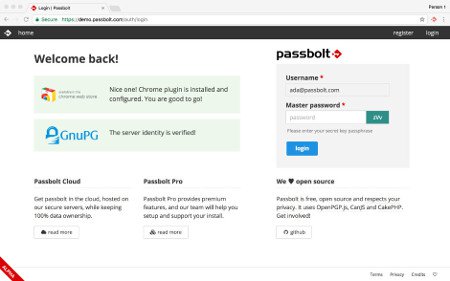 Login | Passbolt
Person 1
Secure https://demo.passbolt.com/auth/login
home
register
login
Welcome back!
chrome web store
Nice one! Chrome plugin is installed and
configured. You are good to go!
GnuPG
The server identity is verified!
passbolt
Username *
ada@passbolt.com
Master password *
password
Please enter your secret key passphrase
login
Passbolt Cloud
Get passbolt in the cloud, hosted on
our secure servers, while keeping
100% data ownership.
read more
Passbolt Pro
Passbolt Pro provides premium
features, and our team will help you
setup and support your install.
read more
We ♥ open source
Passbolt is free, open source and respects your
privacy. It uses OpenPGP.js, CanJS and CakePHP.
Get involved!
github
ALPHA
Terms
Privacy
Credits